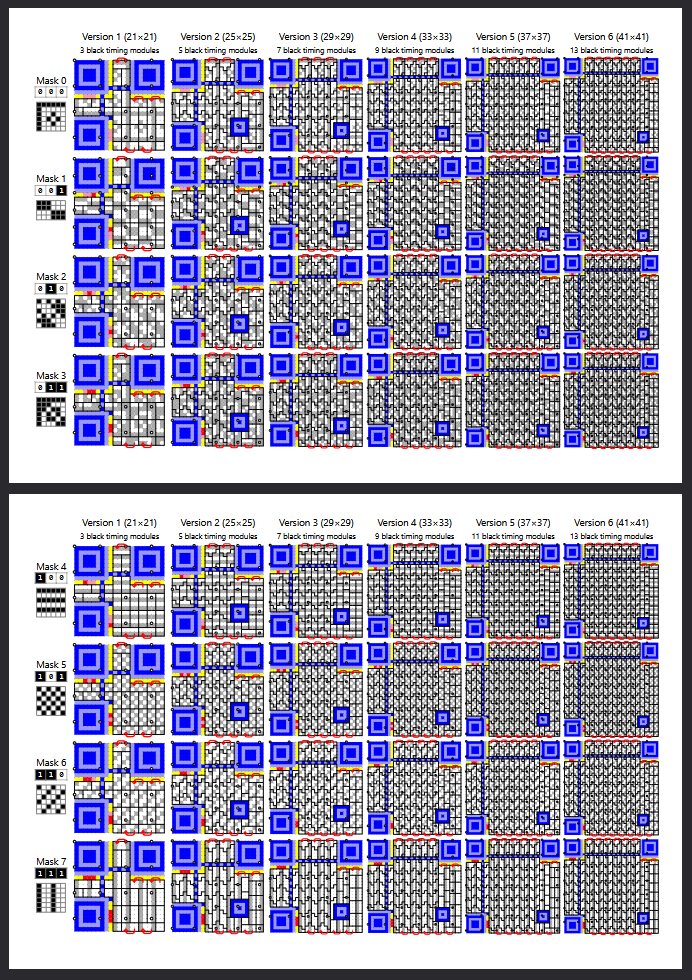 Version 1 (21×21) Version 2 (25×25) Version 3 (29×29) Version 4 (33×33) Version 5 (37×37) Version 6 (41×41)
3 black timing modules 5 black timing modules 7 black timing modules 9 black timing modules 11 black timing modules 13 black timing modules
Mask 0
0 0 0
Mask 1
0 0 1
Mask 2
0 1 0
Mask 3
0 1 1
Version 1 (21×21) Version 2 (25×25) Version 3 (29×29) Version 4 (33×33) Version 5 (37×37) Version 6 (41×41)
3 black timing modules 5 black timing modules 7 black timing modules 9 black timing modules 11 black timing modules 13 black timing modules
Mask 4
1 0 0
Mask 5
1 0 1
Mask 6
1 1 0
Mask 7
1 1 1